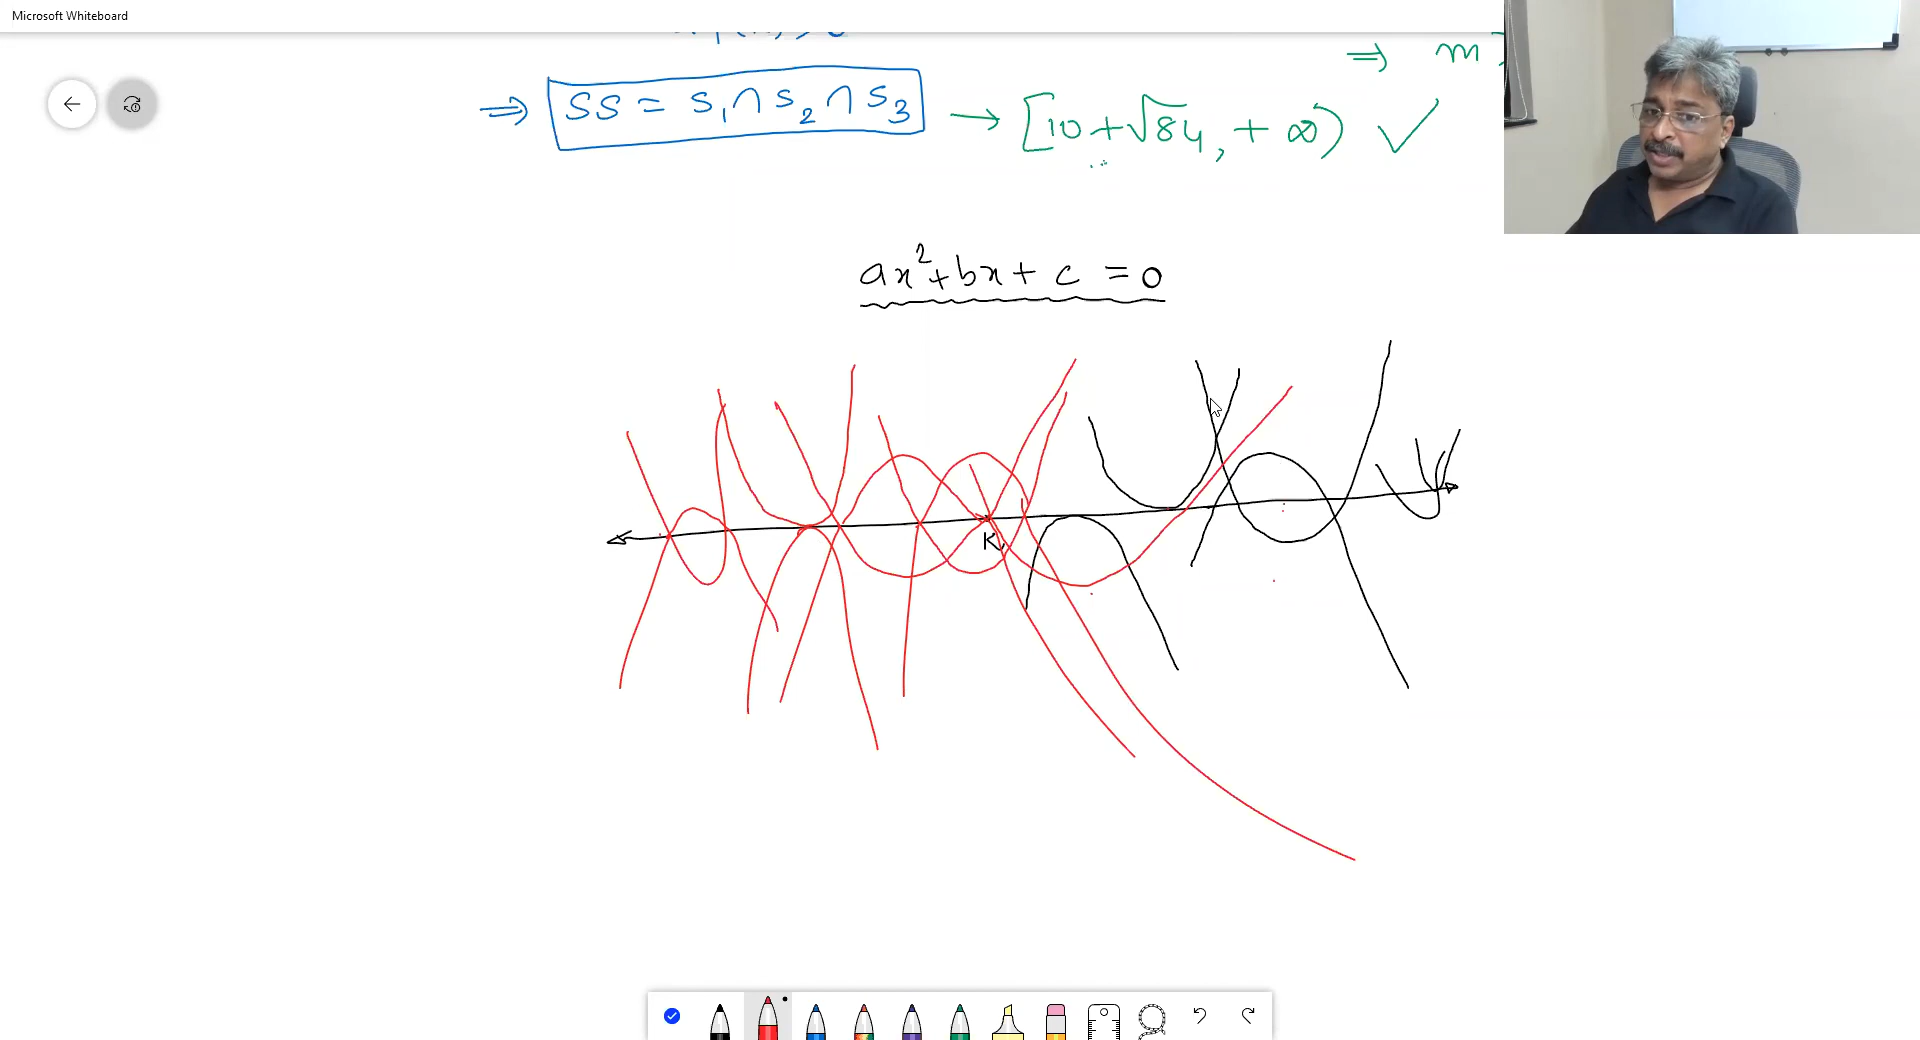 Microsoft Whiteboard
⇒ m
⇒ SS = S₁ ∩ S₂ ∩ S₃ → [10 + √84, + ∞) ✓
ax² + bx + c = 0
K